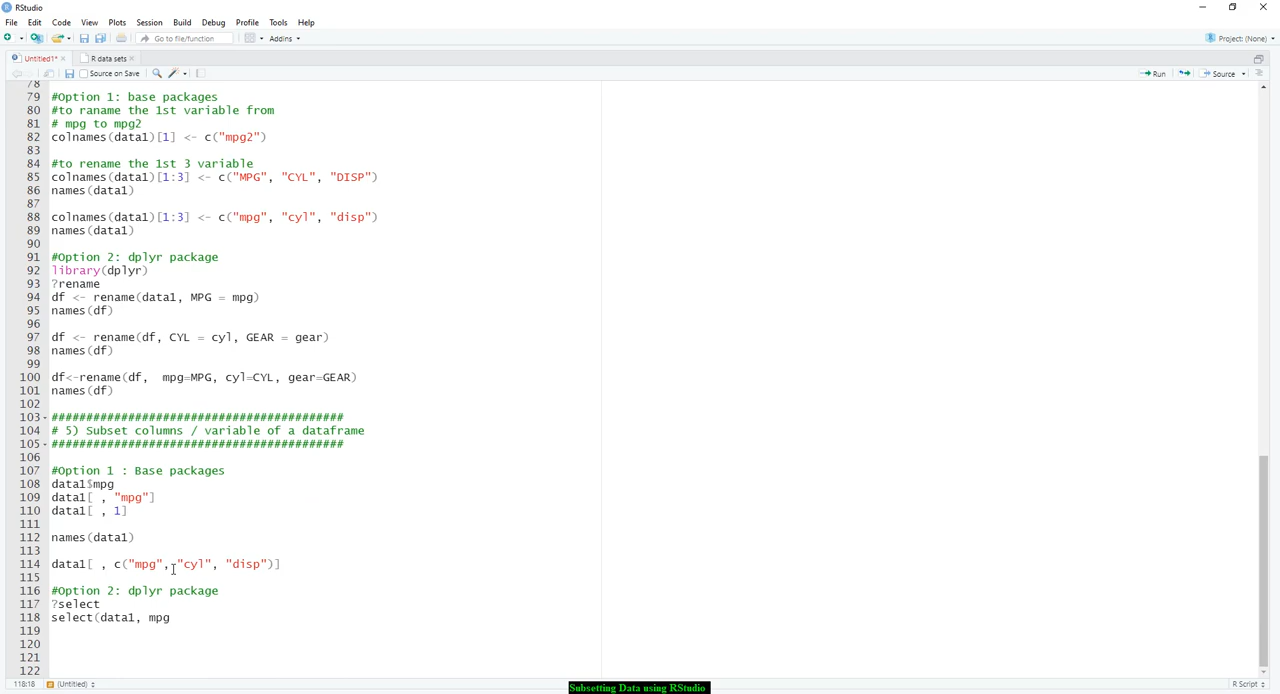 RStudio
File Edit Code View Plots Session Build Debug Profile Tools Help
Go to file/function Addins Project: (None)
Untitled1* R data sets
Source on Save Run Source
78
79 #Option 1: base packages
80 #to raname the 1st variable from
81 # mpg to mpg2
82 colnames(data1)[1] <- c("mpg2")
83
84 #to rename the 1st 3 variable
85 colnames(data1)[1:3] <- c("MPG", "CYL", "DISP")
86 names(data1)
87
88 colnames(data1)[1:3] <- c("mpg", "cyl", "disp")
89 names(data1)
90
91 #Option 2: dplyr package
92 library(dplyr)
93 ?rename
94 df <- rename(data1, MPG = mpg)
95 names(df)
96
97 df <- rename(df, CYL = cyl, GEAR = gear)
98 names(df)
99
100 df<-rename(df,  mpg=MPG, cyl=CYL, gear=GEAR)
101 names(df)
102
103 ##########################################
104 # 5) Subset columns / variable of a dataframe
105 ##########################################
106
107 #Option 1 : Base packages
108 data1$mpg
109 data1[ , "mpg"]
110 data1[ , 1]
111
112 names(data1)
113
114 data1[ , c("mpg", "cyl", "disp")]
115
116 #Option 2: dplyr package
117 ?select
118 select(data1, mpg
119
120
121
122
118:18 (Untitled) R Script
Subsetting Data using RStudio